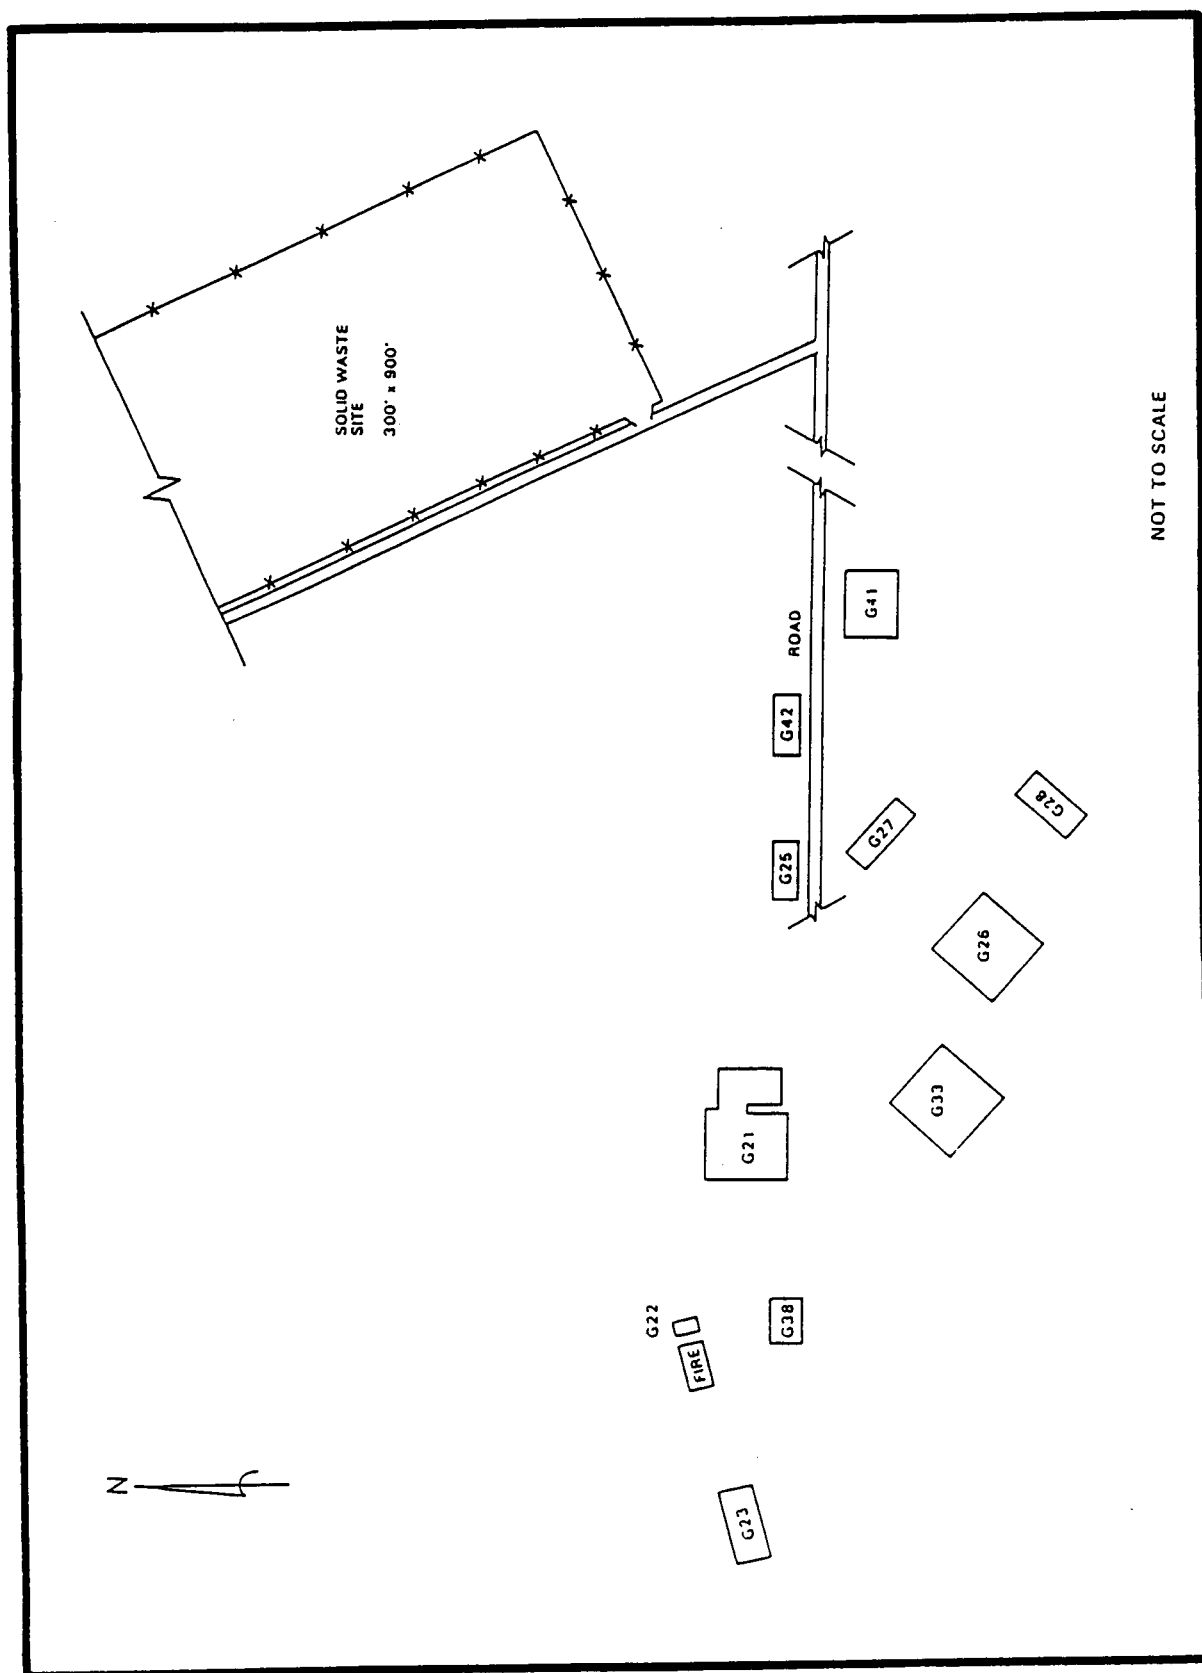 N
SOLID WASTE
SITE
300' x 900'
G22
FIRE
G23
G21
G38
G25
G42
ROAD
G41
G27
G33
G26
G28
NOT TO SCALE